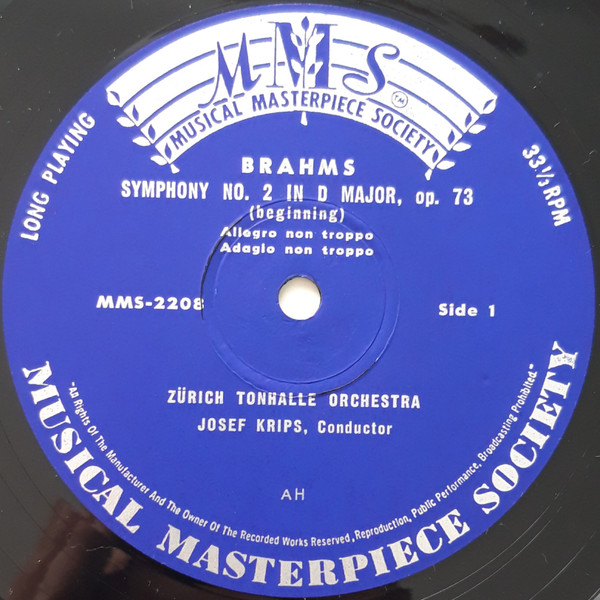 MMS
TM
MUSICAL MASTERPIECE SOCIETY
LONG PLAYING
33 1/3 RPM
BRAHMS
SYMPHONY NO. 2 IN D MAJOR, op. 73
(beginning)
Allegro non troppo
Adagio non troppo
MMS-2208
Side 1
ZÜRICH TONHALLE ORCHESTRA
JOSEF KRIPS, Conductor
AH
"All Rights Of The Manufacturer And The Owner Of The Recorded Works Reserved, Reproduction, Public Performance, Broadcasting Prohibited."
MUSICAL MASTERPIECE SOCIETY